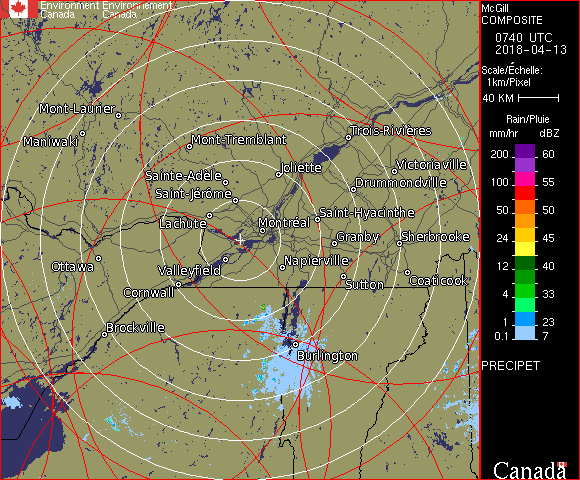 Environment Environnement
Canada Canada
McGill
COMPOSITE
0740 UTC
2018-04-13
Scale/Échelle:
1km/Pixel
40 KM
Rain/Pluie
mm/hr dBZ
200 60
100 55
50 50
24 45
12 40
4 33
1 23
0.1 7
PRECIPET
Canada
Mont-Laurier
Maniwaki
Mont-Tremblant
Trois-Rivières
Joliette
Victoriaville
Sainte-Adèle
Drummondville
Saint-Jérôme
Saint-Hyacinthe
Lachute
Montréal
Granby
Sherbrooke
Ottawa
Valleyfield
Napierville
Cornwall
Sutton
Coaticook
Brockville
Burlington